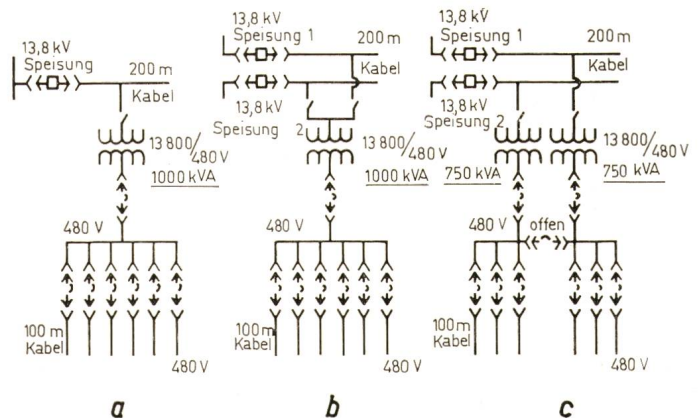 13,8 kV
Speisung
200 m
Kabel
13 800/480 V
1000 kVA
480 V
100 m
Kabel
480 V
a
13,8 kV
Speisung 1
200 m
Kabel
13,8 kV
Speisung 2
13 800/480 V
1000 kVA
480 V
100 m
Kabel
480 V
b
13,8 kV
Speisung 1
200 m
Kabel
13,8 kV
Speisung 2
13 800/480 V
750 kVA
750 kVA
480 V
offen
100 m
Kabel
480 V
c